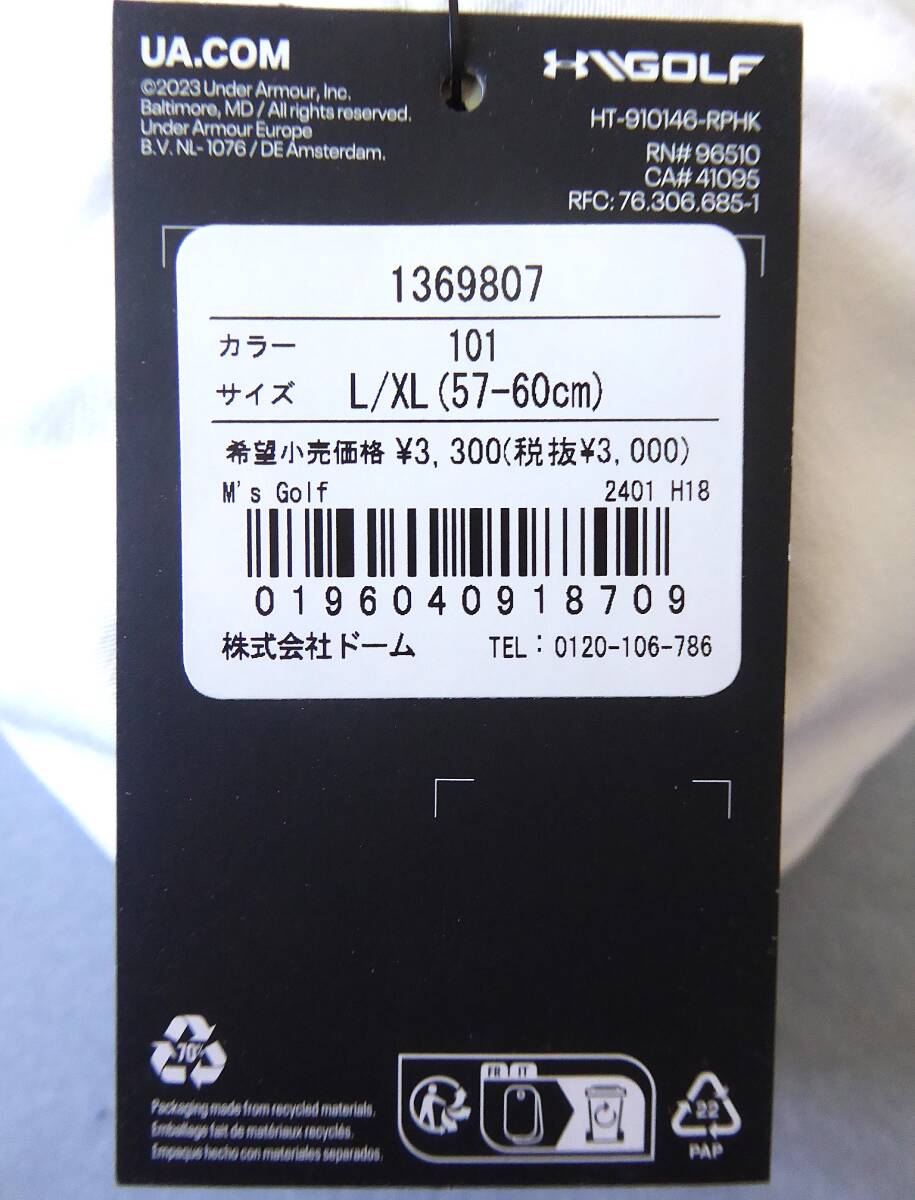 UA.COM
©2023 Under Armour, Inc.
Baltimore, MD / All rights reserved.
Under Armour Europe
B.V. NL-1076 / DE Amsterdam.
GOLF
HT-910146-RPHK
RN# 96510
CA# 41095
RFC: 76.306.685-1
1369807
カラー 101
サイズ L/XL(57-60cm)
希望小売価格 ¥3,300(税抜¥3,000)
M's Golf 2401 H18
0196040918709
株式会社ドーム TEL:0120-106-786
70%
Packaging made from recycled materials.
Emballage fait de matériaux recyclés.
Empaque hecho con materiales separados.
FR IT
22
PAP